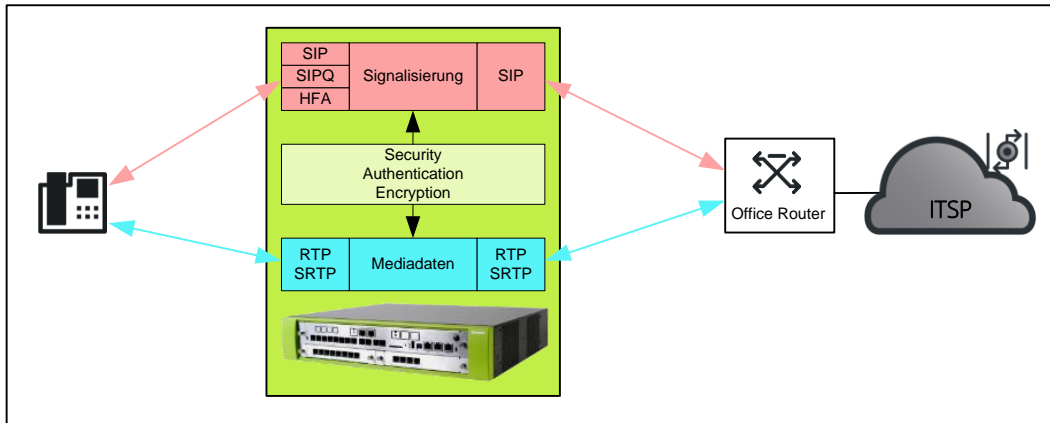 SIP
SIPQ
HFA
Signalisierung
SIP
Security
Authentication
Encryption
RTP
SRTP
Mediadaten
RTP
SRTP
Office Router
ITSP